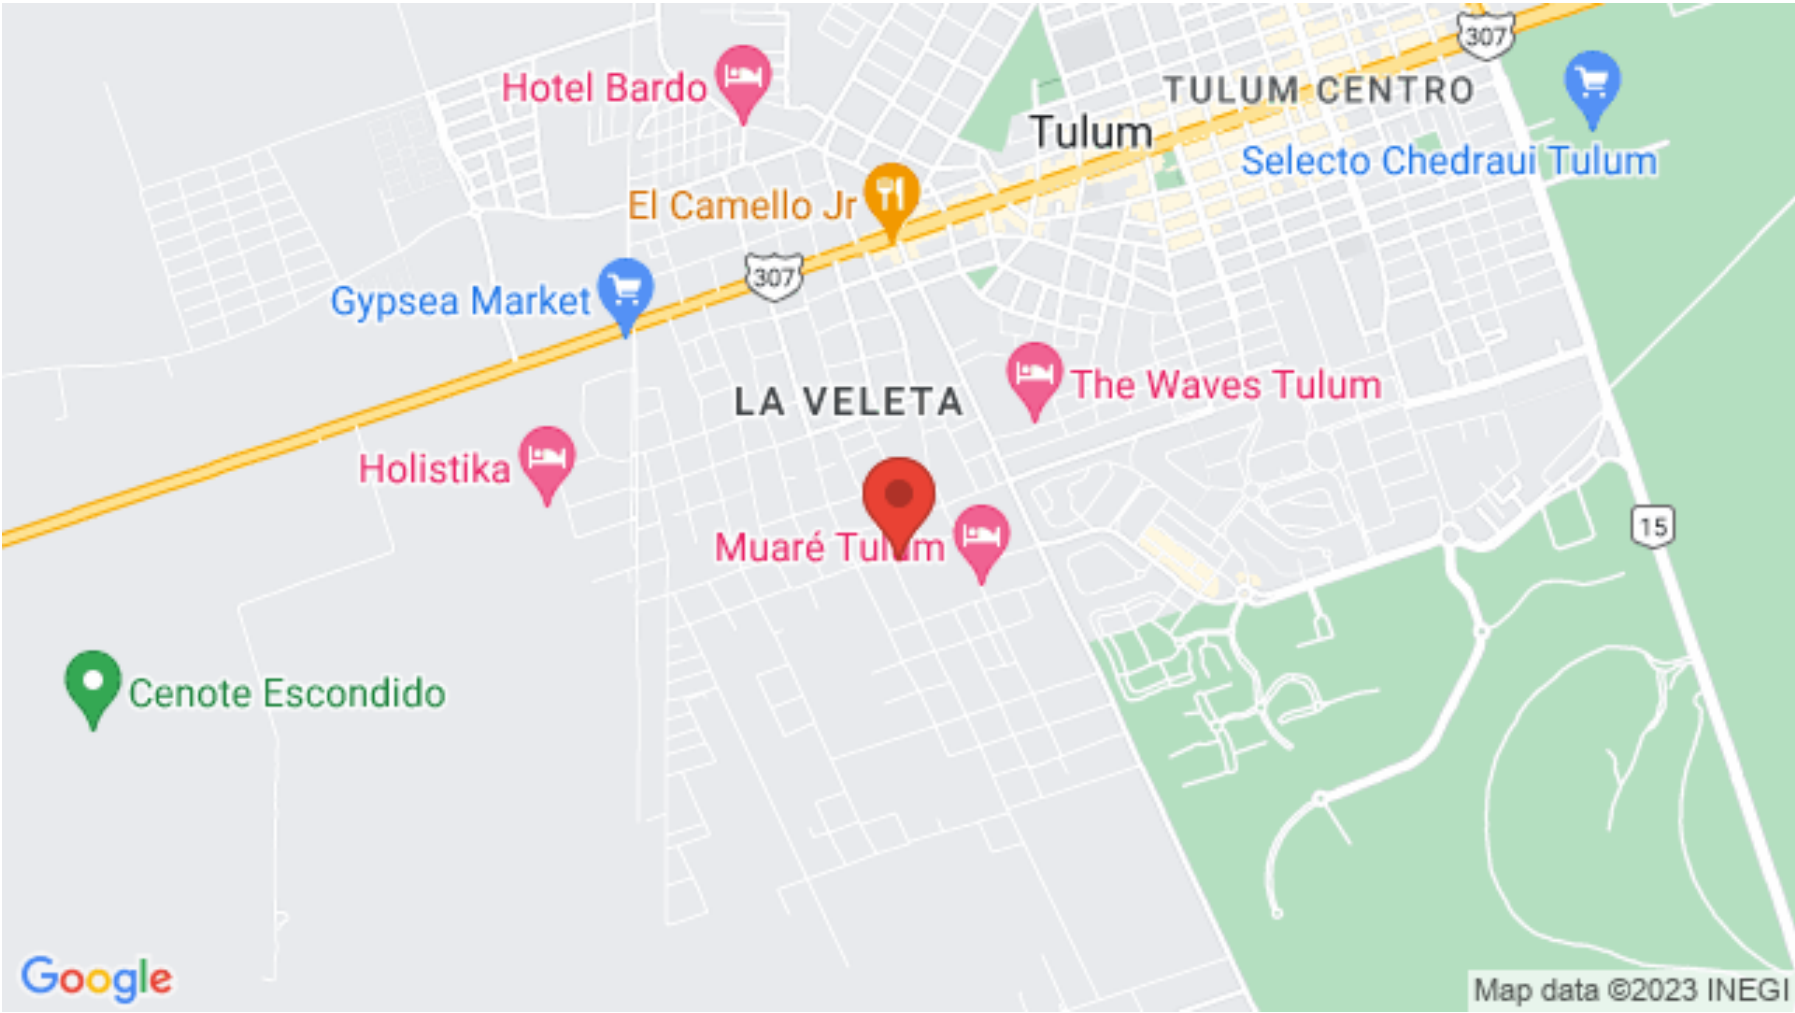 307
TULUM CENTRO
Hotel Bardo
Tulum
Selecto Chedraui Tulum
El Camello Jr
307
Gypsea Market
LA VELETA
The Waves Tulum
Holistika
15
Muaré Tulum
Cenote Escondido
Google
Map data ©2023 INEGI